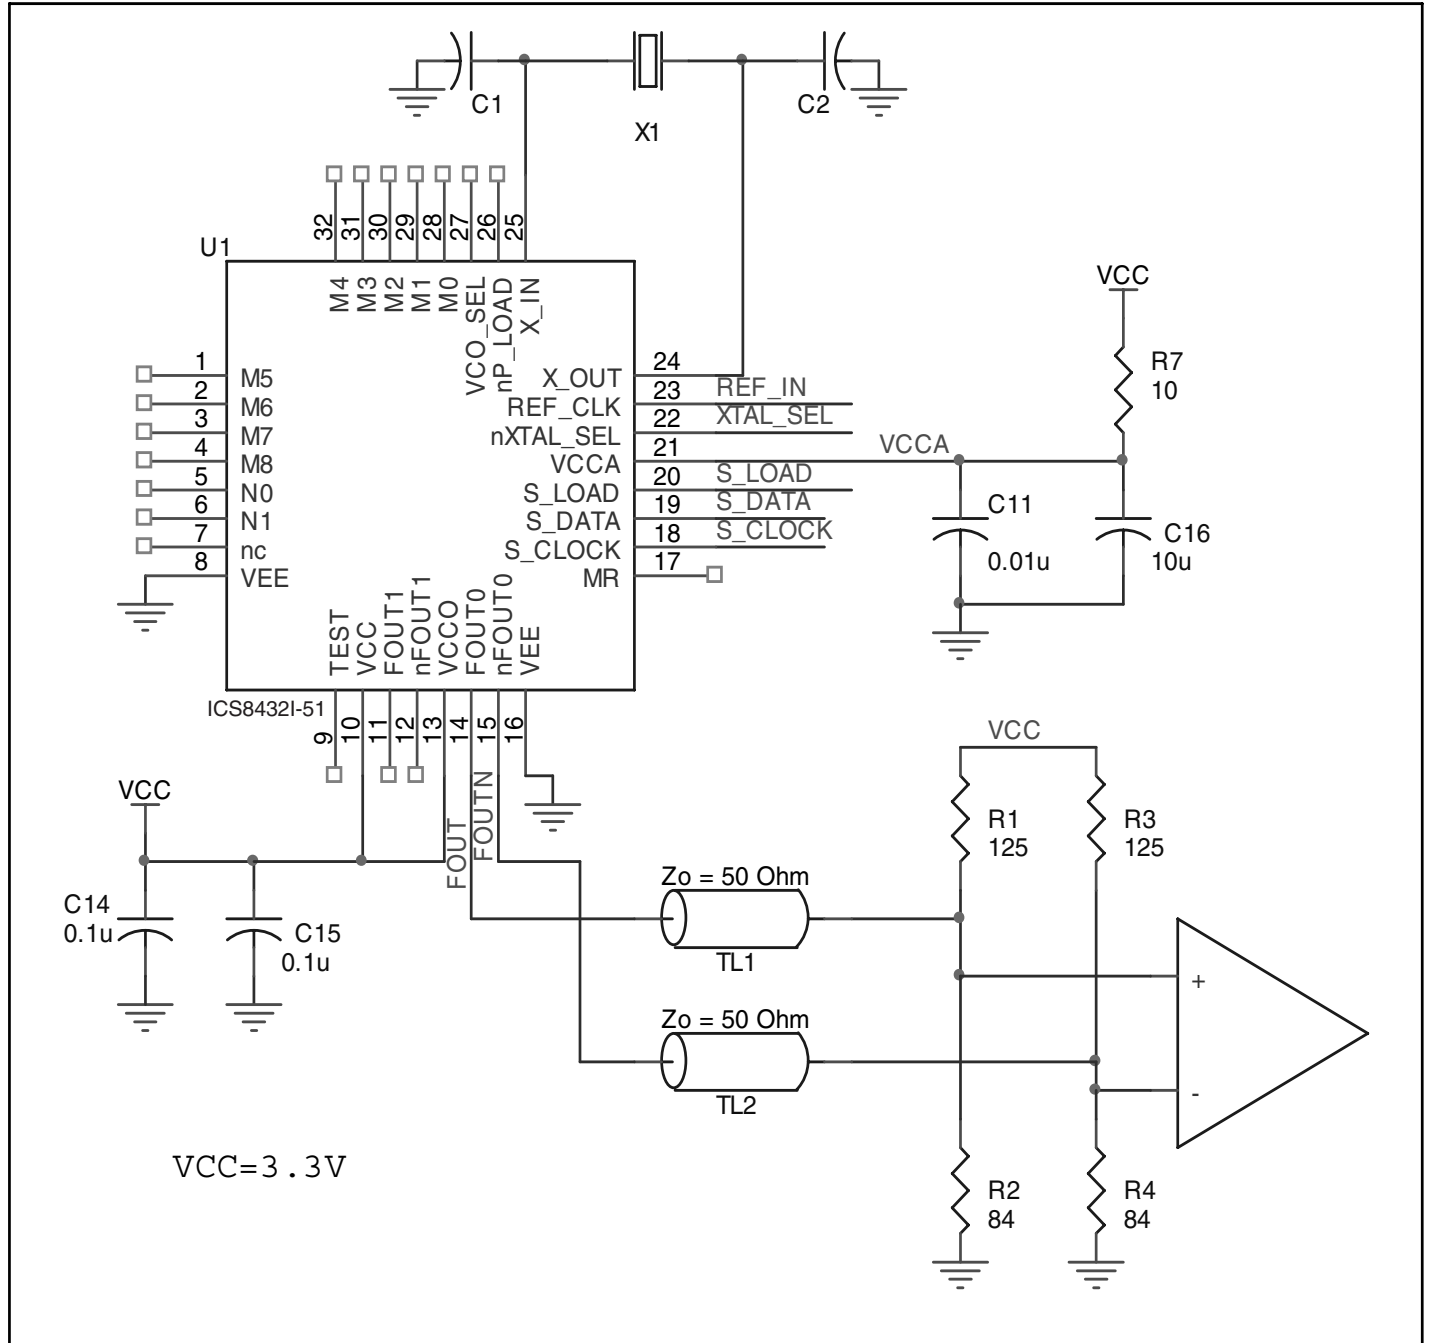 C1
X1
C2
32
31
30
29
28
27
26
25
U1
M4
M3
M2
M1
M0
VCO_SEL
nP_LOAD
X_IN
1
2
3
4
5
6
7
8
M5
M6
M7
M8
N0
N1
nc
VEE
X_OUT
REF_CLK
nXTAL_SEL
VCCA
S_LOAD
S_DATA
S_CLOCK
MR
24
23
22
21
20
19
18
17
REF_IN
XTAL_SEL
VCCA
S_LOAD
S_DATA
S_CLOCK
VCC
R7
10
C11
0.01u
C16
10u
TEST
VCC
FOUT1
nFOUT1
VCCO
FOUT0
nFOUT0
VEE
ICS8432I-51
9
10
11
12
13
14
15
16
FOUT
FOUTN
VCC
C14
0.1u
C15
0.1u
VCC
R1
125
R3
125
Zo = 50 Ohm
TL1
Zo = 50 Ohm
TL2
+
-
R2
84
R4
84
VCC=3.3V